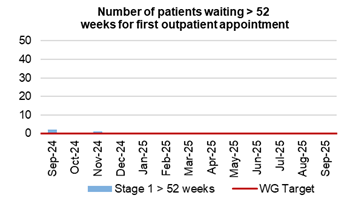 Number of patients waiting > 52
weeks for first outpatient appointment
50
40
30
20
10
0
Sep-24
Oct-24
Nov-24
Dec-24
Jan-25
Feb-25
Mar-25
Apr-25
May-25
Jun-25
Jul-25
Aug-25
Sep-25
Stage 1 > 52 weeks
WG Target